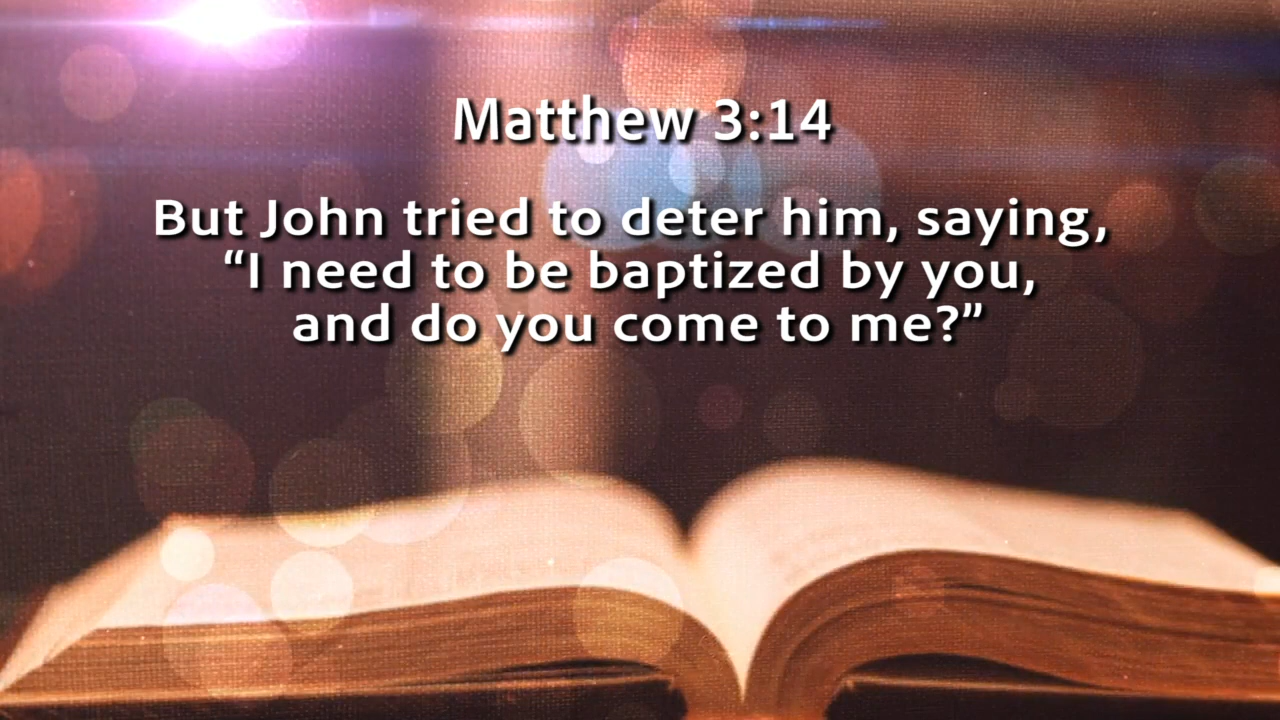 Matthew 3:14
But John tried to deter him, saying,
“I need to be baptized by you,
and do you come to me?”